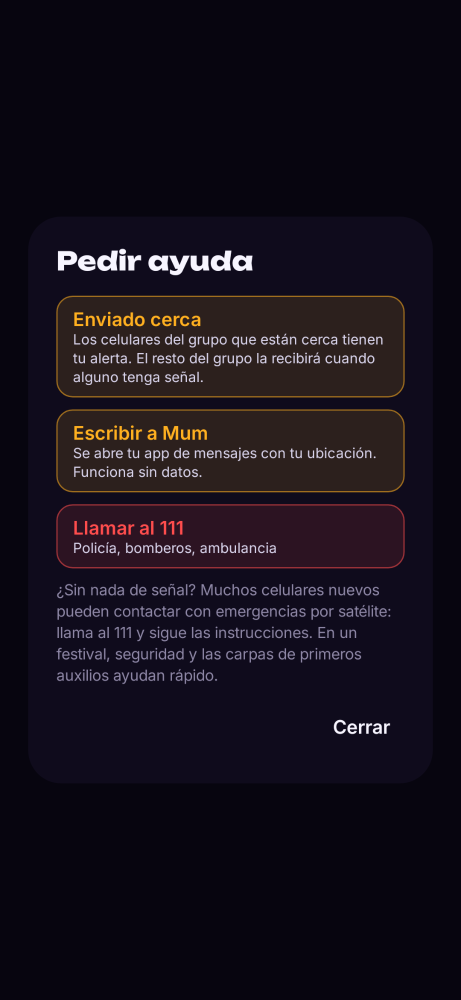 Pedir ayuda
Enviado cerca
Los celulares del grupo que están cerca tienen
tu alerta. El resto del grupo la recibirá cuando
alguno tenga señal.
Escribir a Mum
Se abre tu app de mensajes con tu ubicación.
Funciona sin datos.
Llamar al 111
Policía, bomberos, ambulancia
¿Sin nada de señal? Muchos celulares nuevos
pueden contactar con emergencias por satélite:
llama al 111 y sigue las instrucciones. En un
festival, seguridad y las carpas de primeros
auxilios ayudan rápido.
Cerrar